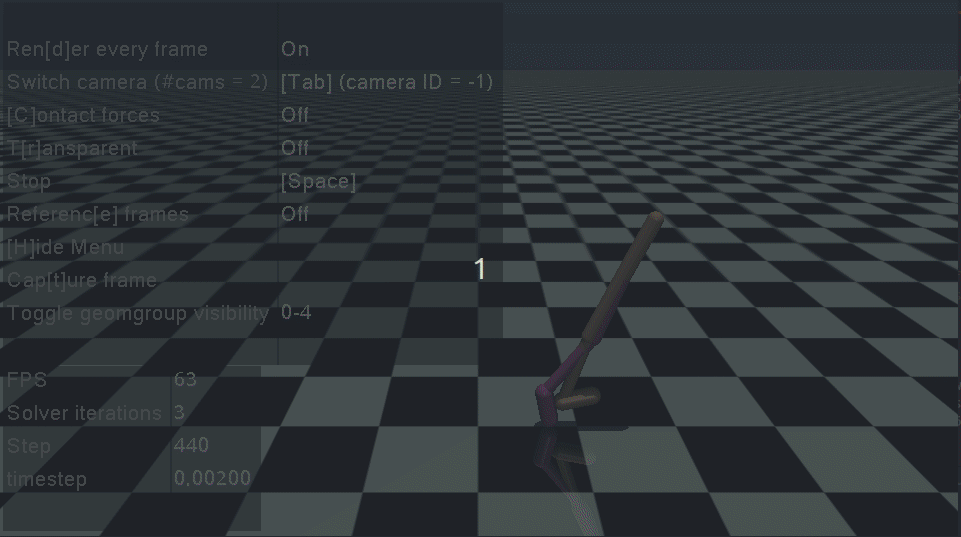 Ren[d]er every frame On
Switch camera (#cams = 2) [Tab] (camera ID = -1)
[C]ontact forces Off
T[r]ansparent Off
Stop [Space]
Referenc[e] frames Off
[H]ide Menu
Cap[t]ure frame
Toggle geomgroup visibility 0-4
1
FPS 63
Solver iterations 3
Step 440
timestep 0.00200